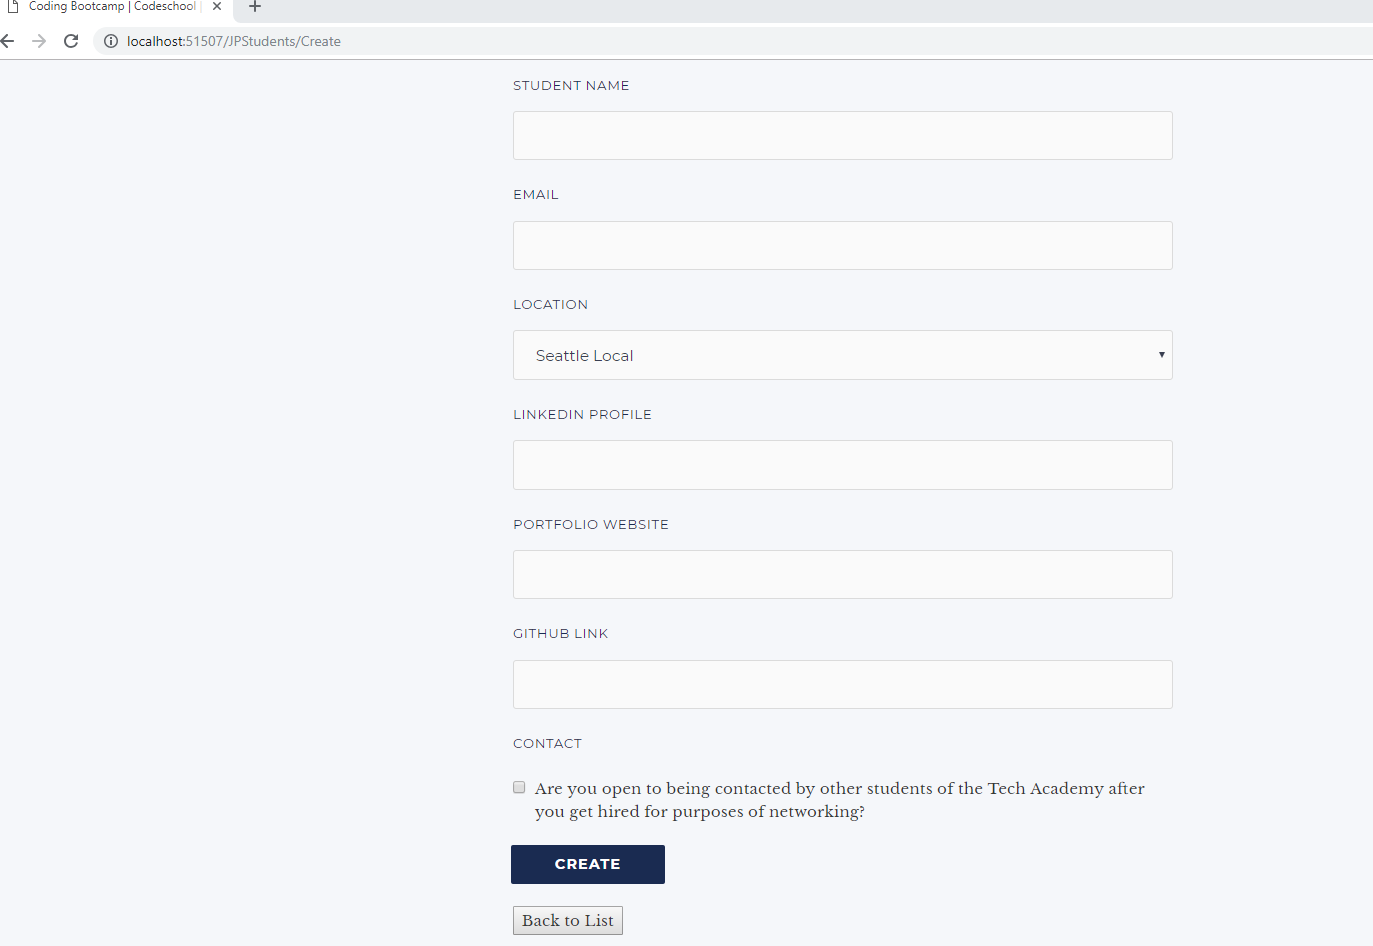 Coding Bootcamp | Codeschool |
localhost:51507/JPStudents/Create
STUDENT NAME
EMAIL
LOCATION
Seattle Local
LINKEDIN PROFILE
PORTFOLIO WEBSITE
GITHUB LINK
CONTACT
Are you open to being contacted by other students of the Tech Academy after
you get hired for purposes of networking?
CREATE
Back to List